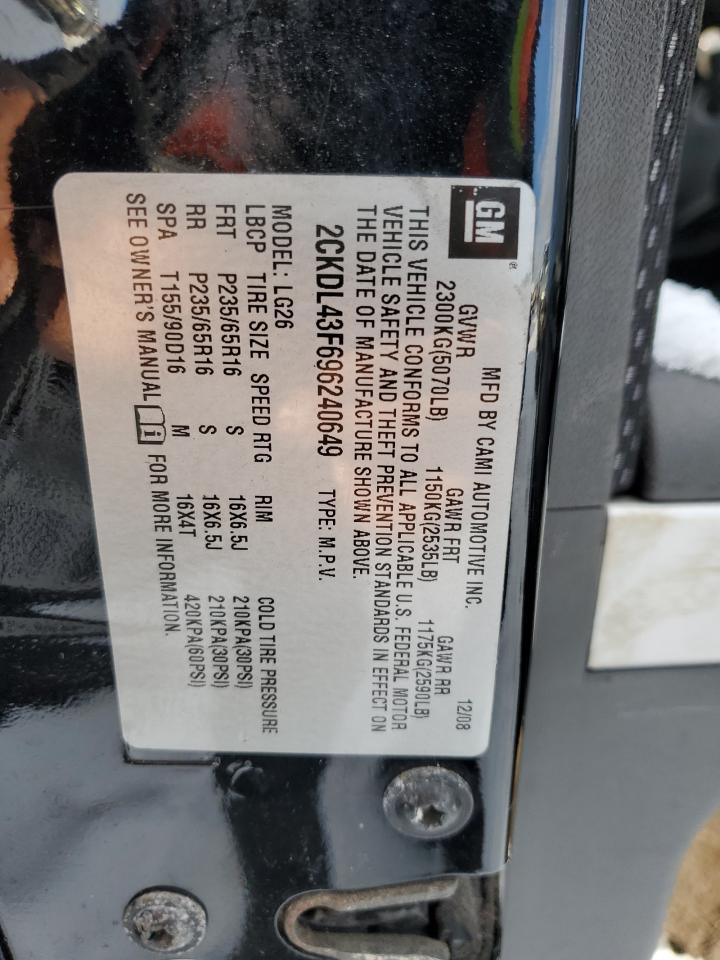 GM ®
MFD BY CAMI AUTOMOTIVE INC. 12/08
GVWR GAWR FRT GAWR RR
2300KG(5070LB) 1150KG(2535LB) 1175KG(2590LB)
THIS VEHICLE CONFORMS TO ALL APPLICABLE U.S. FEDERAL MOTOR
VEHICLE SAFETY AND THEFT PREVENTION STANDARDS IN EFFECT ON
THE DATE OF MANUFACTURE SHOWN ABOVE.
2CKDL43F696240649 TYPE: M.P.V.
MODEL: LG26
LBCP TIRE SIZE SPEED RTG RIM COLD TIRE PRESSURE
FRT P235/65R16 S 16X6.5J 210KPA(30PSI)
RR P235/65R16 S 16X6.5J 210KPA(30PSI)
SPA T155/90D16 M 16X4T 420KPA(60PSI)
SEE OWNER'S MANUAL i FOR MORE INFORMATION.